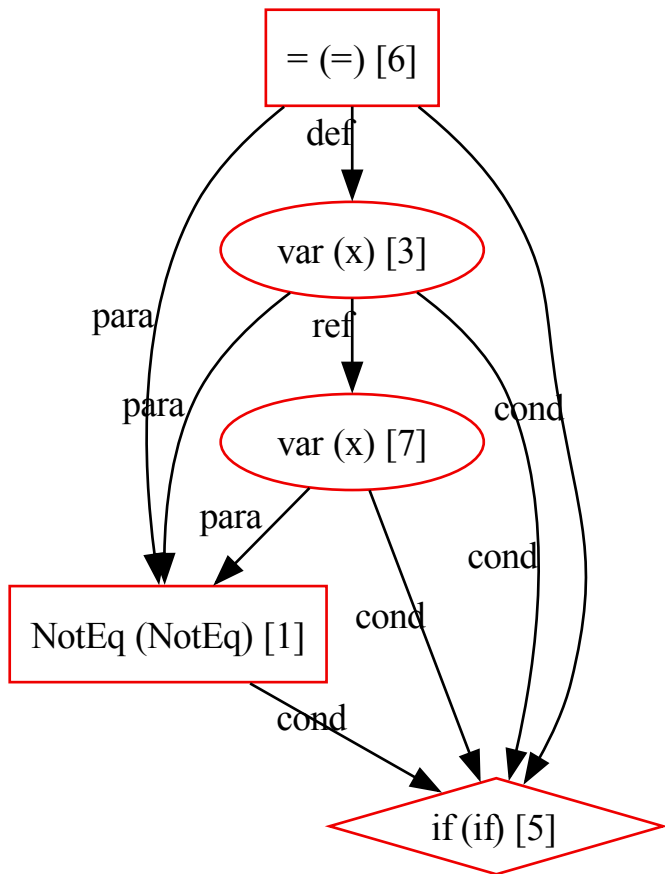 = (=) [6]
def
var (x) [3]
para
ref
para
cond
var (x) [7]
para
cond
cond
NotEq (NotEq) [1]
cond
if (if) [5]